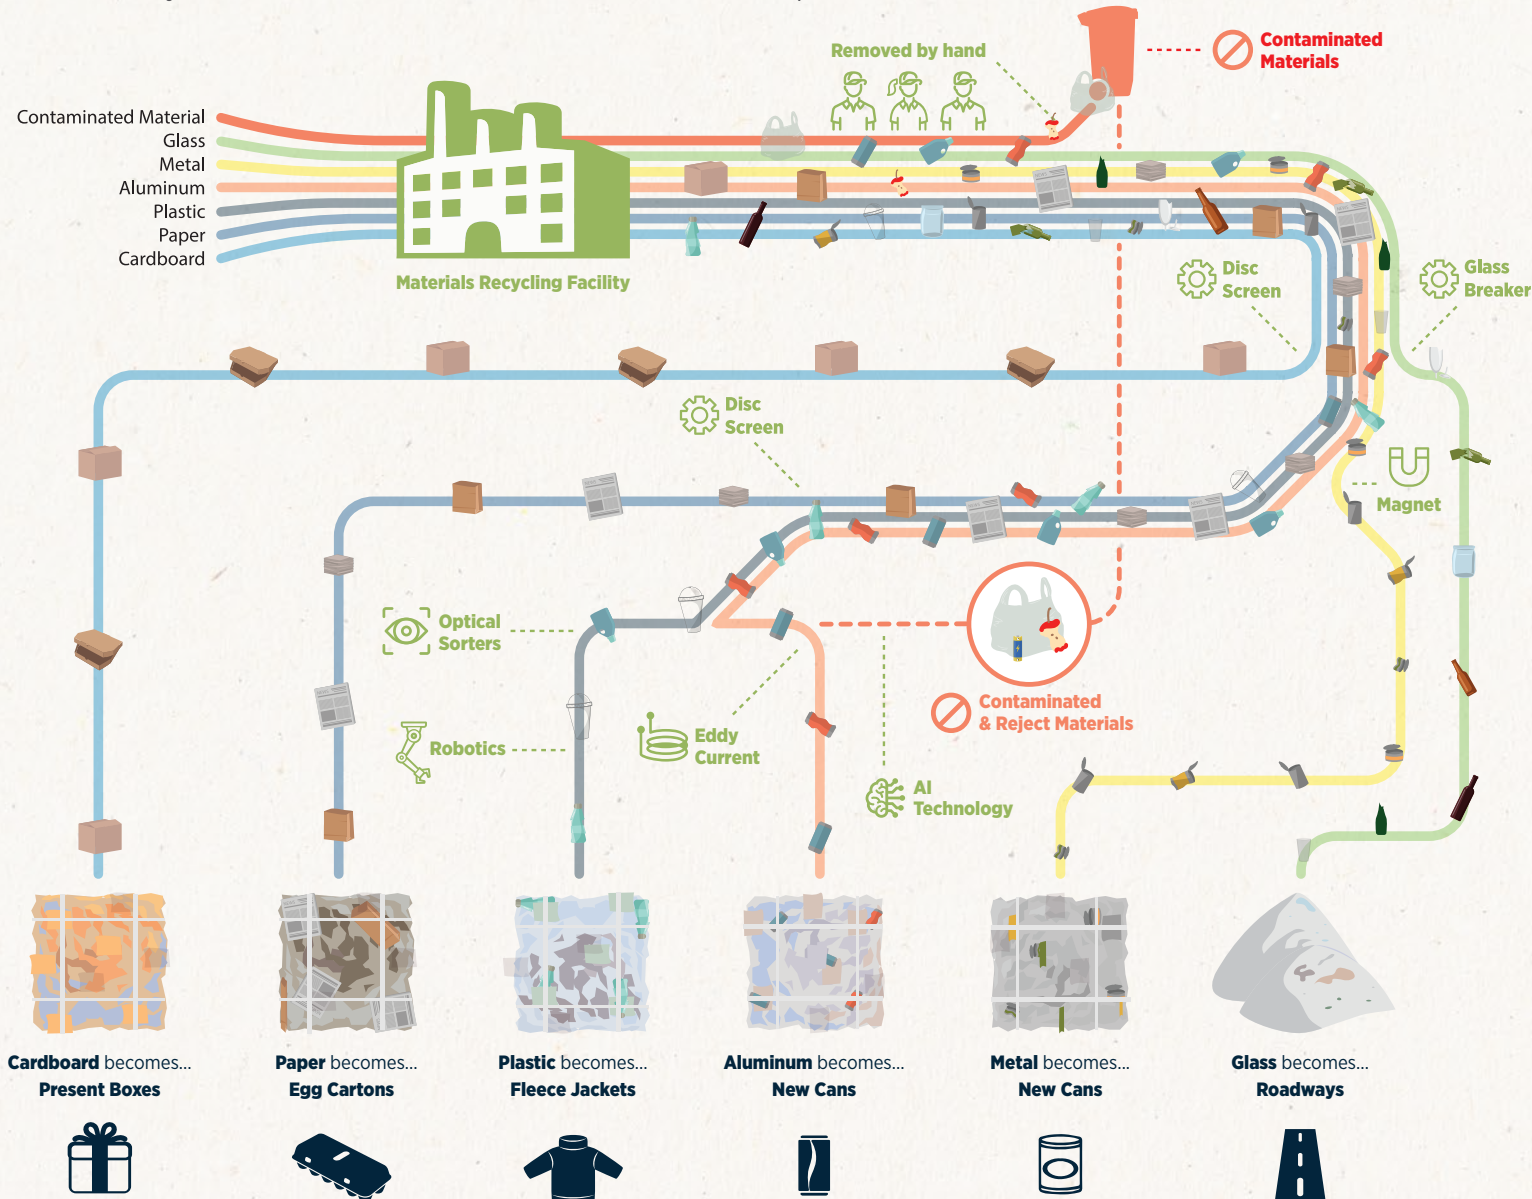 Removed by hand
Contaminated
Materials
Contaminated Material
Glass
Metal
Aluminum
Plastic
Paper
Cardboard
Materials Recycling Facility
Disc
Screen
Glass
Breaker
Disc
Screen
Magnet
Optical
Sorters
Contaminated
& Reject Materials
Robotics
Eddy
Current
AI
Technology
Cardboard becomes...
Present Boxes
Paper becomes...
Egg Cartons
Plastic becomes...
Fleece Jackets
Aluminum becomes...
New Cans
Metal becomes...
New Cans
Glass becomes...
Roadways